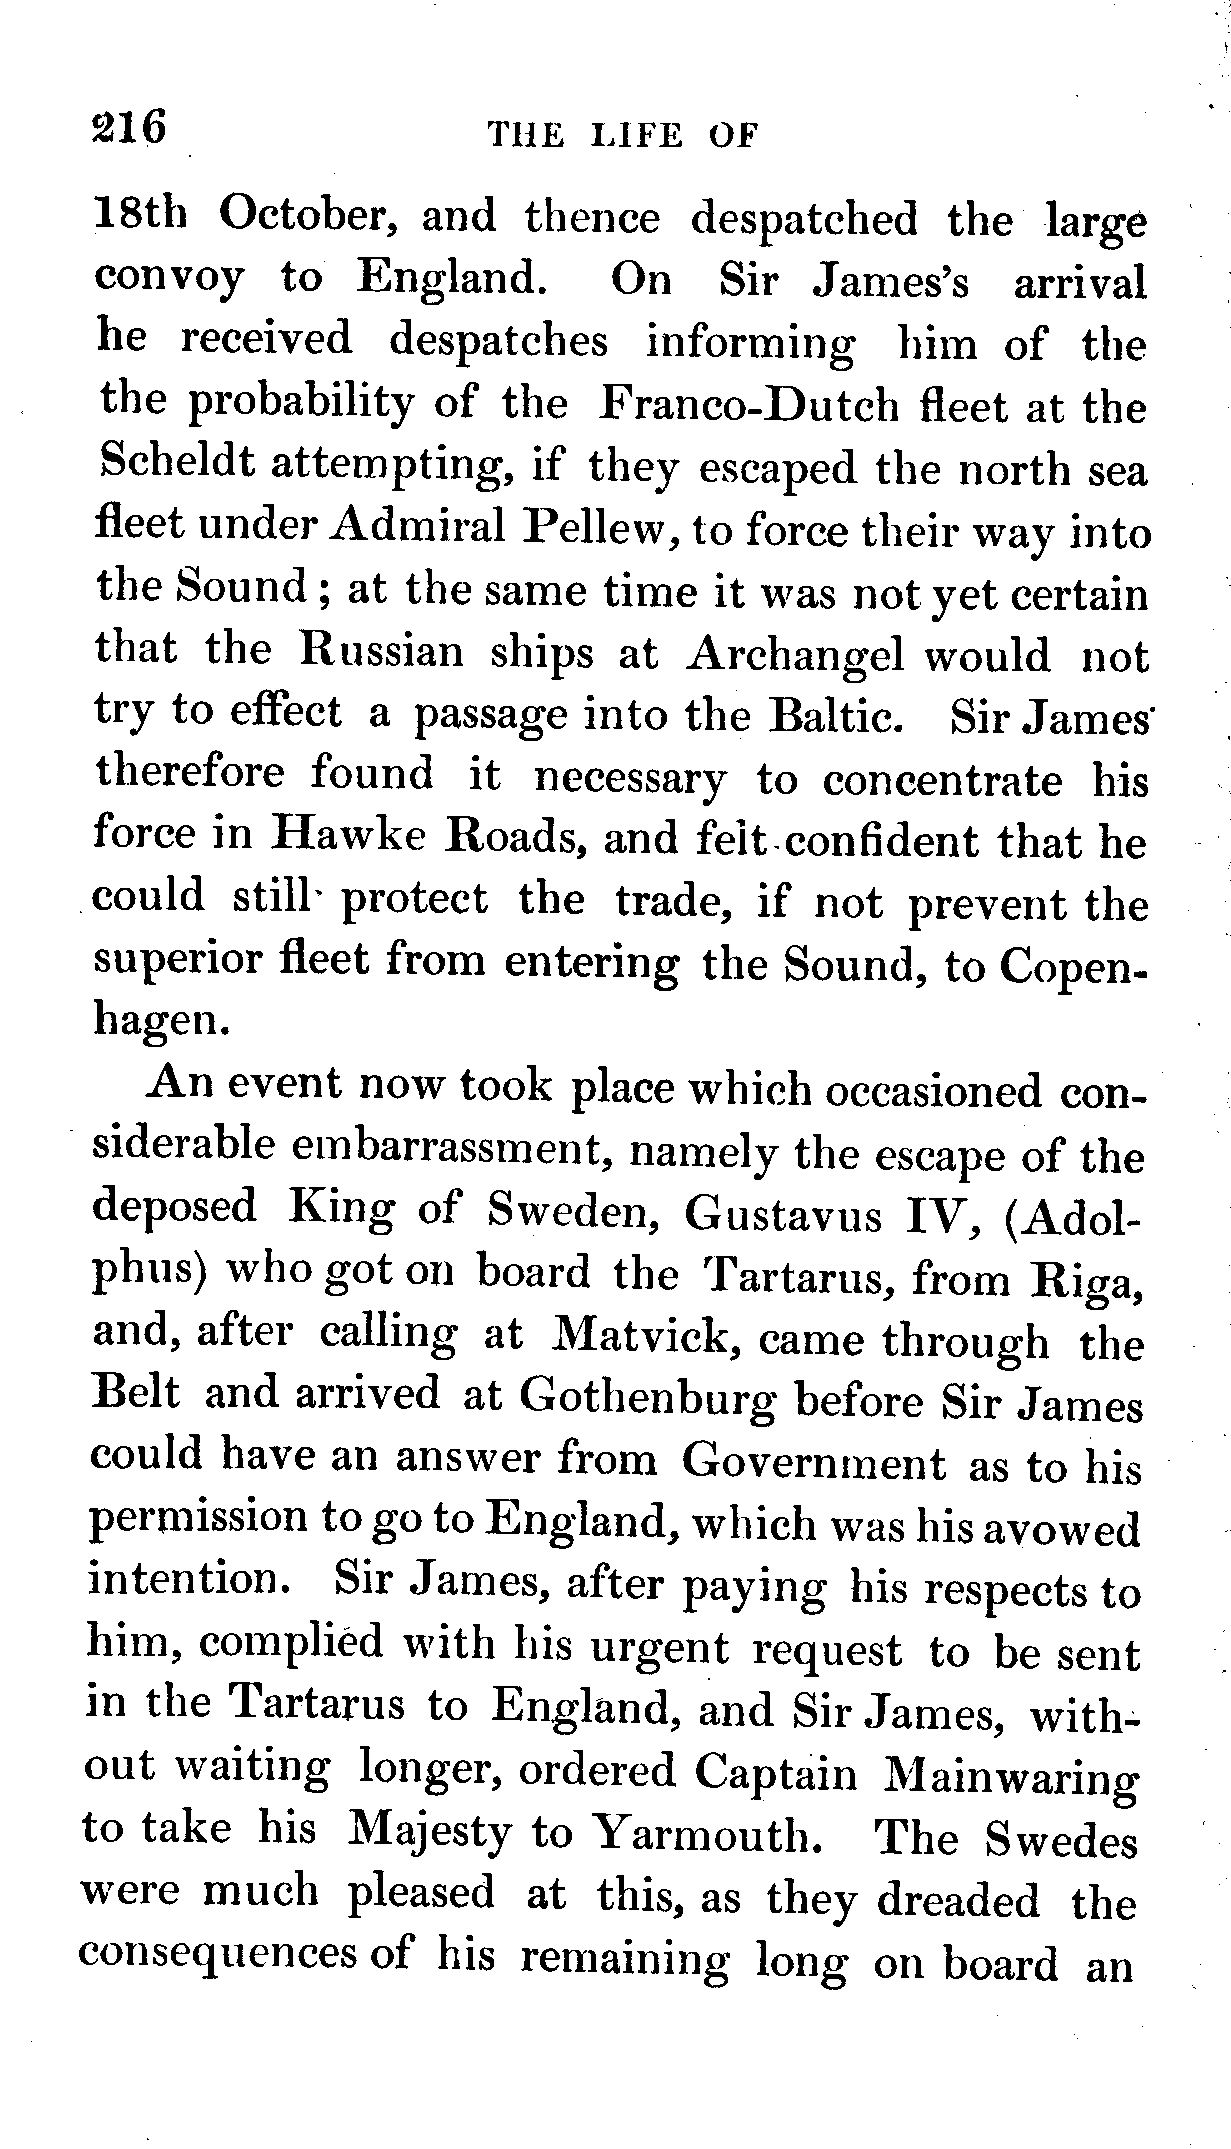 216 THE LIFE OF
18th October, and thence despatched the large
convoy to England. On Sir James's arrival
he received despatches informing him of the
the probability of the Franco-Dutch fleet at the
Scheldt attempting, if they escaped the north sea
fleet under Admiral Pellew, to force their way into
the Sound; at the same time it was not yet certain
that the Russian ships at Archangel would not
try to effect a passage into the Baltic. Sir James
therefore found it necessary to concentrate his
force in Hawke Roads, and felt confident that he
could still protect the trade, if not prevent the
superior fleet from entering the Sound, to Copen-
hagen.
An event now took place which occasioned con-
siderable embarrassment, namely the escape of the
deposed King of Sweden, Gustavus IV, (Adol-
phus) who got on board the Tartarus, from Riga,
and, after calling at Matvick, came through the
Belt and arrived at Gothenburg before Sir James
could have an answer from Government as to his
permission to go to England, which was his avowed
intention. Sir James, after paying his respects to
him, complied with his urgent request to be sent
in the Tartarus to England, and Sir James, with-
out waiting longer, ordered Captain Mainwaring
to take his Majesty to Yarmouth. The Swedes
were much pleased at this, as they dreaded the
consequences of his remaining long on board an